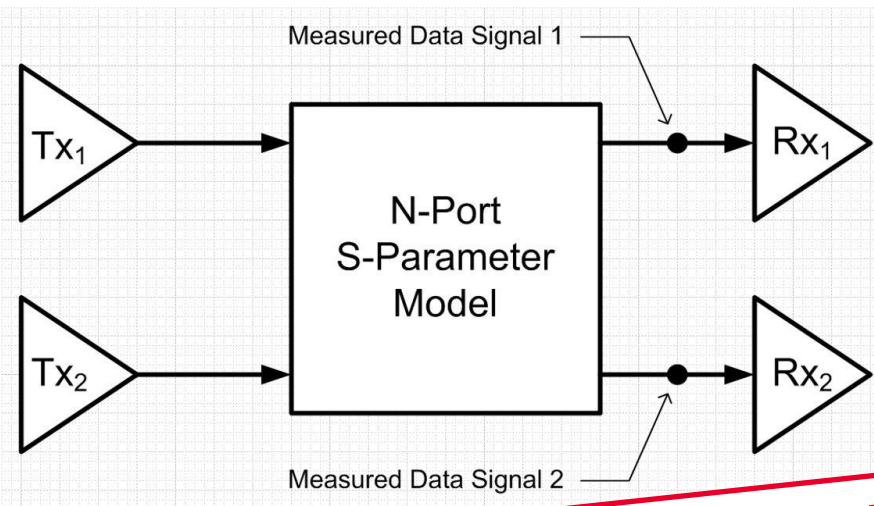 Measured Data Signal 1
Tx₁
Rx₁
N-Port
S-Parameter
Model
Tx₂
Rx₂
Measured Data Signal 2